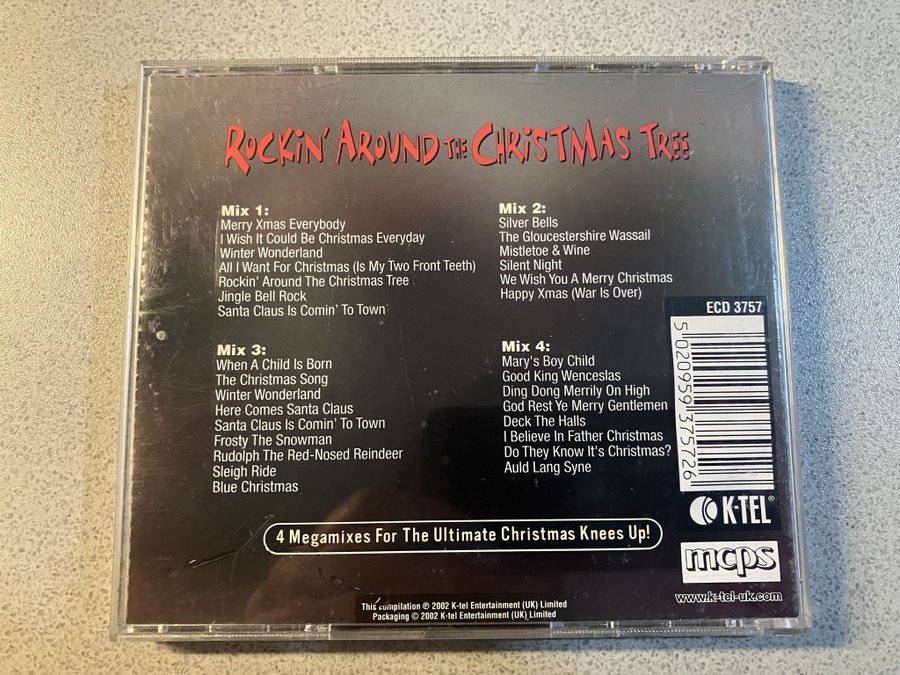 Rockin' Around the Christmas Tree
Mix 1:
Merry Xmas Everybody
I Wish It Could Be Christmas Everyday
Winter Wonderland
All I Want For Christmas (Is My Two Front Teeth)
Rockin' Around The Christmas Tree
Jingle Bell Rock
Santa Claus Is Comin' To Town
Mix 2:
Silver Bells
The Gloucestershire Wassail
Mistletoe & Wine
Silent Night
We Wish You A Merry Christmas
Happy Xmas (War Is Over)
Mix 3:
When A Child Is Born
The Christmas Song
Winter Wonderland
Here Comes Santa Claus
Santa Claus Is Comin' To Town
Frosty The Snowman
Rudolph The Red-Nosed Reindeer
Sleigh Ride
Blue Christmas
Mix 4:
Mary's Boy Child
Good King Wenceslas
Ding Dong Merrily On High
God Rest Ye Merry Gentlemen
Deck The Halls
I Believe In Father Christmas
Do They Know It's Christmas?
Auld Lang Syne
ECD 3757
5 020959 375726
K-TEL®
mcps
www.k-tel-uk.com
4 Megamixes For The Ultimate Christmas Knees Up!
This compilation ℗ 2002 K-tel Entertainment (UK) Limited
Packaging © 2002 K-tel Entertainment (UK) Limited